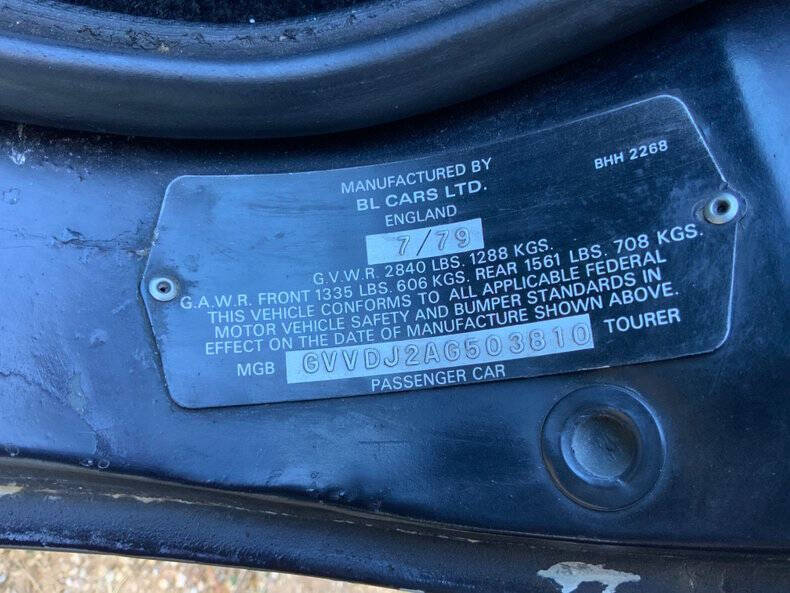 MANUFACTURED BY
BHH 2268
BL CARS LTD.
ENGLAND
7/79
G.V.W.R. 2840 LBS. 1288 KGS.
G.A.W.R. FRONT 1335 LBS. 606 KGS. REAR 1561 LBS. 708 KGS.
THIS VEHICLE CONFORMS TO ALL APPLICABLE FEDERAL
MOTOR VEHICLE SAFETY AND BUMPER STANDARDS IN
EFFECT ON THE DATE OF MANUFACTURE SHOWN ABOVE.
MGB GVVDJ2AG503810 TOURER
PASSENGER CAR